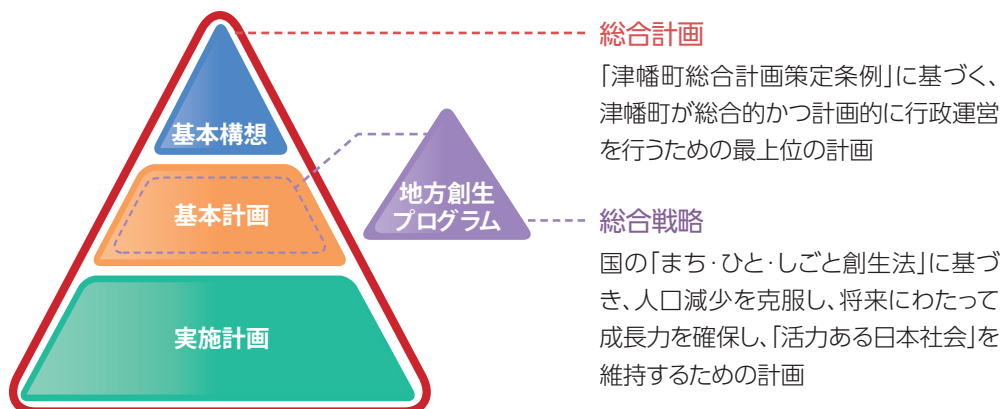 基本構想
基本計画
実施計画
地方創生
プログラム
総合計画
「津幡町総合計画策定条例」に基づく、
津幡町が総合的かつ計画的に行政運営
を行うための最上位の計画
総合戦略
国の「まち・ひと・しごと創生法」に基づ
き、人口減少を克服し、将来にわたって
成長力を確保し、「活力ある日本社会」を
維持するための計画